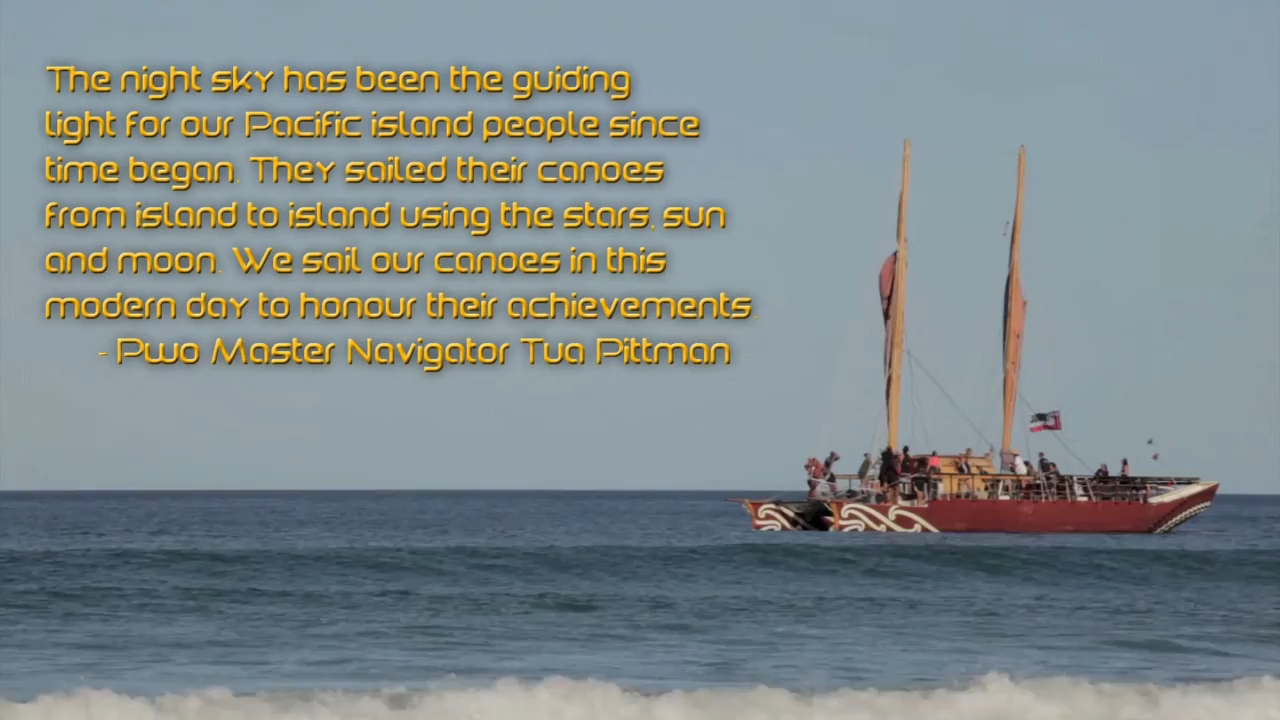 The night sky has been the guiding
light for our Pacific island people since
time began. They sailed their canoes
from island to island using the stars, sun
and moon. We sail our canoes in this
modern day to honour their achievements.
- Pwo Master Navigator Tua Pittman